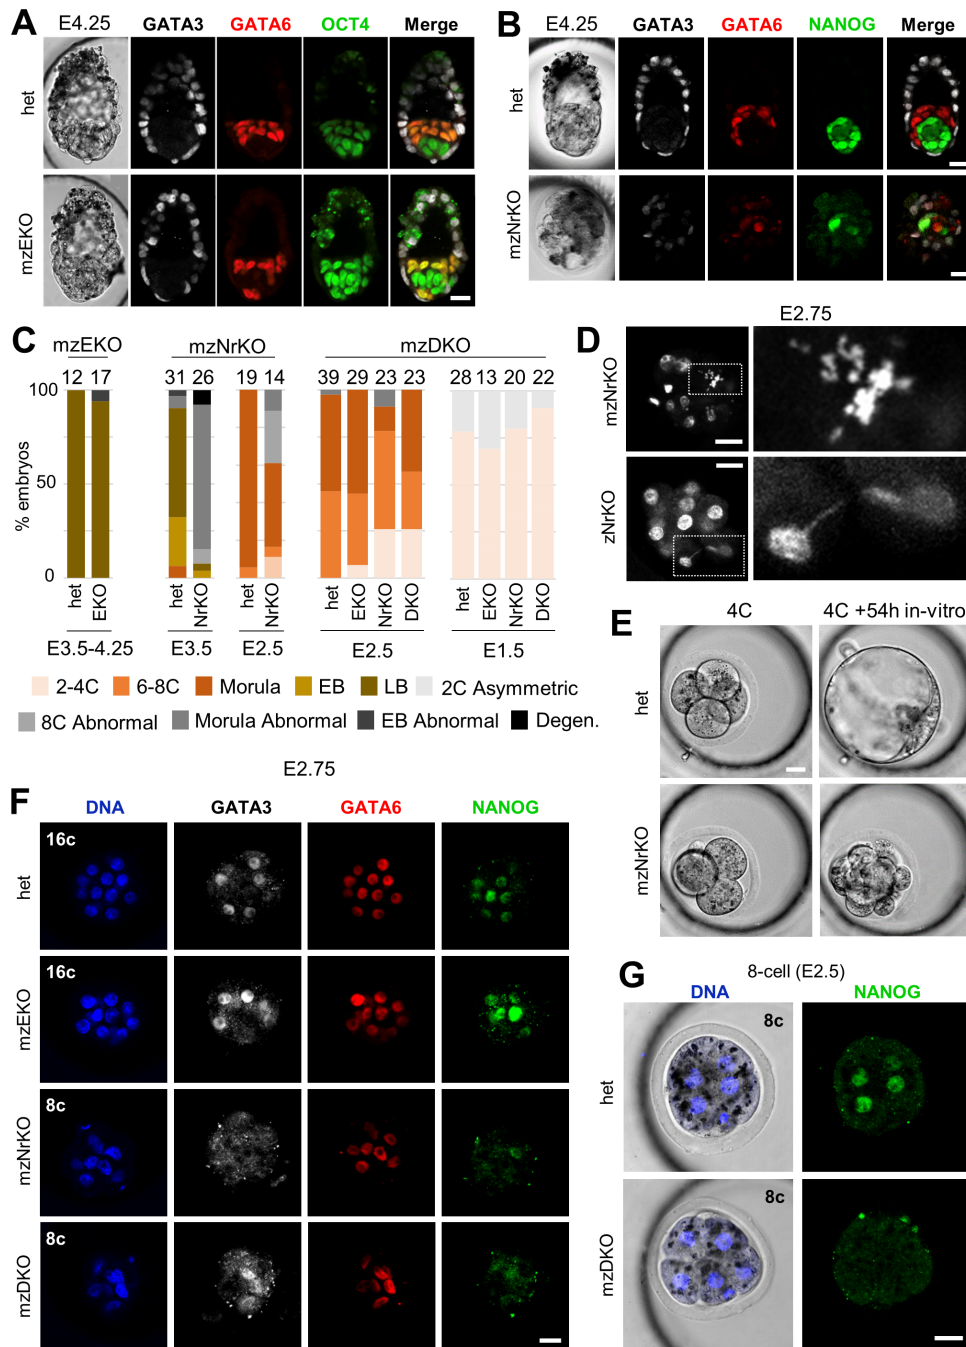 A
E4.25 GATA3 GATA6 OCT4 Merge
het
mzEKO
B
E4.25 GATA3 GATA6 NANOG Merge
het
mzNrKO
C
mzEKO mzNrKO mzDKO
12 17 31 26 19 14 39 29 23 23 28 13 20 22
100
50
0
% embryos
het EKO het NrKO het NrKO het EKO NrKO DKO het EKO NrKO DKO
E3.5-4.25 E3.5 E2.5 E2.5 E1.5
2-4C 6-8C Morula EB LB 2C Asymmetric
8C Abnormal Morula Abnormal EB Abnormal Degen.
E2.75
D
mzNrKO
zNrKO
E
4C 4C +54h in-vitro
het
mzNrKO
E2.75
F
DNA GATA3 GATA6 NANOG
het
16c
mzEKO
16c
mzNrKO
8c
mzDKO
8c
G
8-cell (E2.5)
DNA NANOG
het
8c
mzDKO
8c